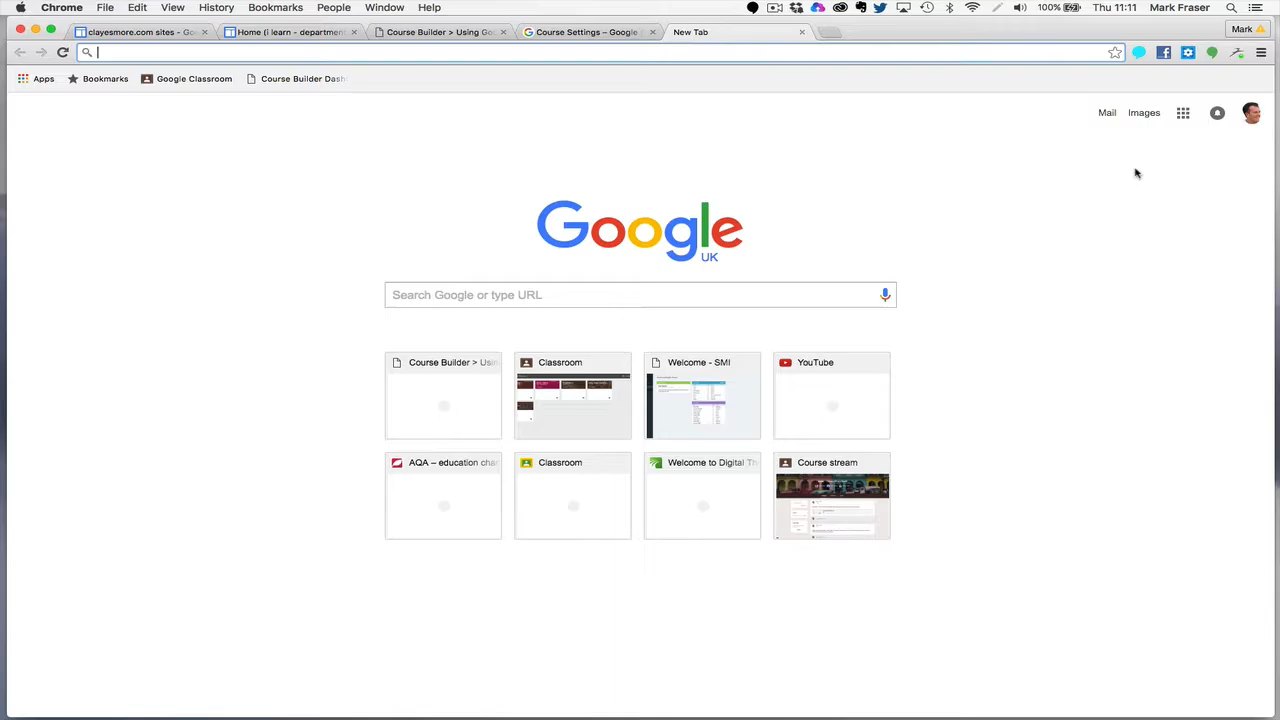 Chrome File Edit View History Bookmarks People Window Help 100% Thu 11:11 Mark Fraser
clayesmore.com sites - Go Home (i learn - department Course Builder > Using Go Course Settings – Google New Tab Mark
Apps Bookmarks Google Classroom Course Builder Dash
Mail Images
Google
UK
Search Google or type URL
Course Builder > Usin Classroom Welcome - SMI YouTube
AQA – education cha Classroom Welcome to Digital Th Course stream